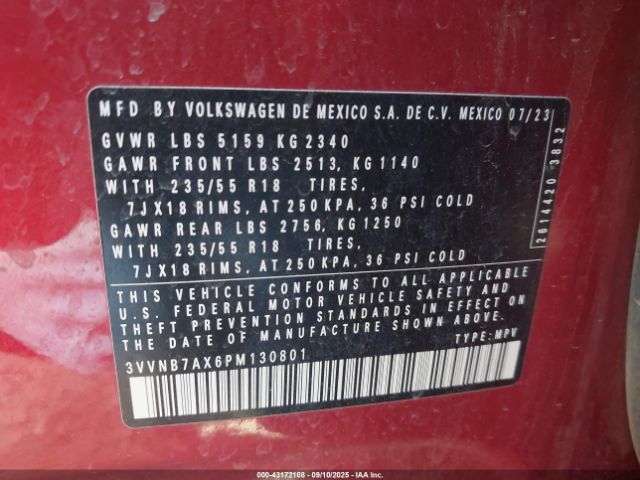 MFD BY VOLKSWAGEN DE MEXICO S.A. DE C.V. MEXICO 07/23
GVWR LBS 5159 KG 2340
GAWR FRONT LBS 2513, KG 1140
WITH 235/55 R18 TIRES,
7JX18 RIMS, AT 250 KPA, 36 PSI COLD
GAWR REAR LBS 2756, KG 1250
WITH 235/55 R18 TIRES,
7JX18 RIMS, AT 250 KPA, 36 PSI COLD
THIS VEHICLE CONFORMS TO ALL APPLICABLE
U.S. FEDERAL MOTOR VEHICLE SAFETY AND
THEFT PREVENTION STANDARDS IN EFFECT ON
THE DATE OF MANUFACTURE SHOWN ABOVE
3VVNB7AX6PM130801 TYPE: MPV
2614420 3832
000-43172108 - 09/10/2025 - IAA Inc.